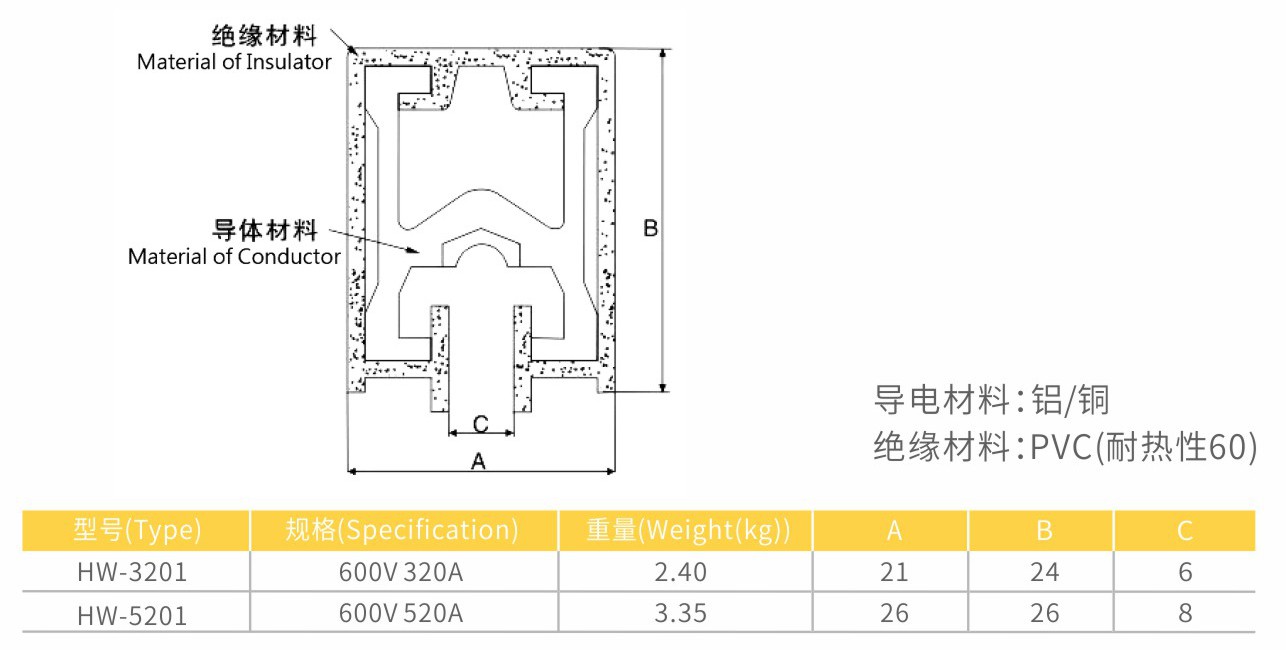 绝缘材料
Material of Insulator
导体材料
Material of Conductor
B
C
A
导电材料：铝/铜
绝缘材料：PVC(耐热性60)
型号(Type) 规格(Specification) 重量(Weight(kg)) A B C
HW-3201 600V 320A 2.40 21 24 6
HW-5201 600V 520A 3.35 26 26 8